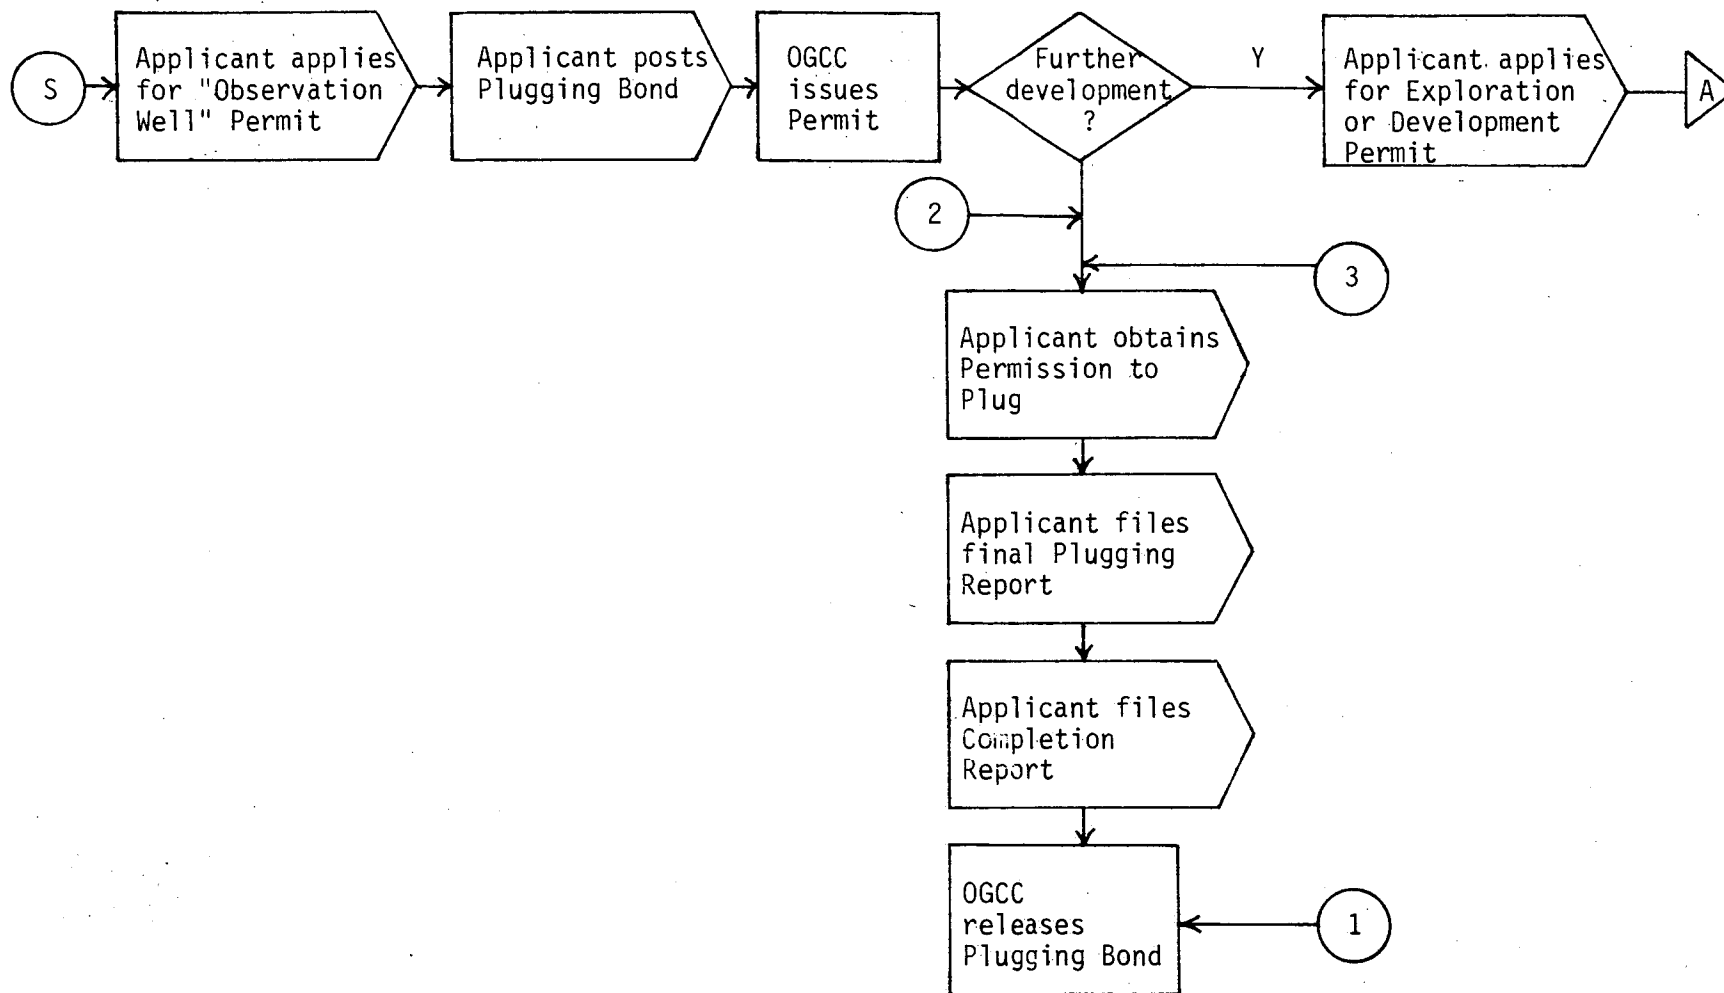 S
Applicant applies
for "Observation
Well" Permit
Applicant posts
Plugging Bond
OGCC
issues
Permit
Further
development
?
Y
Applicant applies
for Exploration
or Development
Permit
A
2
3
Applicant obtains
Permission to
Plug
Applicant files
final Plugging
Report
Applicant files
Completion
Report
OGCC
releases
Plugging Bond
1